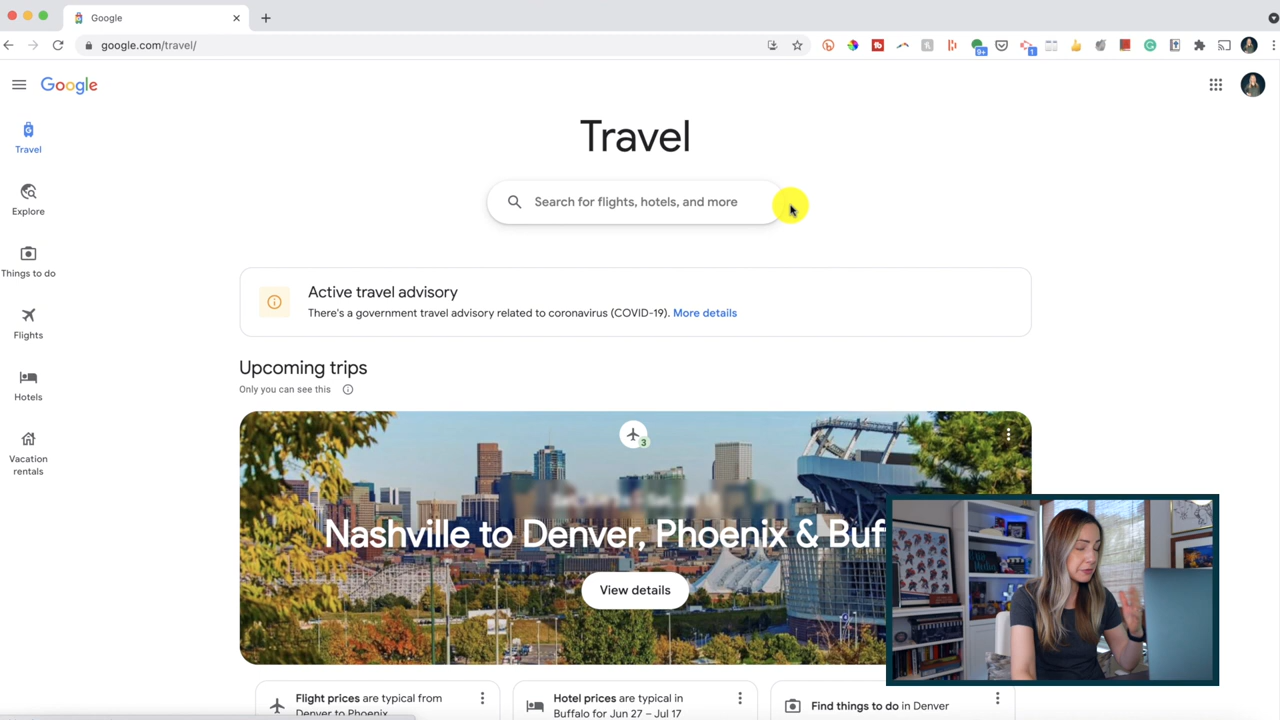 Google
google.com/travel/
9+
1
Google
Travel
Travel
Explore
Things to do
Flights
Hotels
Vacation
rentals
Search for flights, hotels, and more
Active travel advisory
There's a government travel advisory related to coronavirus (COVID-19). More details
Upcoming trips
Only you can see this
3
Nashville to Denver, Phoenix & Buf
View details
Flight prices are typical from
Denver to Phoenix
Hotel prices are typical in
Buffalo for Jun 27 – Jul 17
Find things to do in Denver